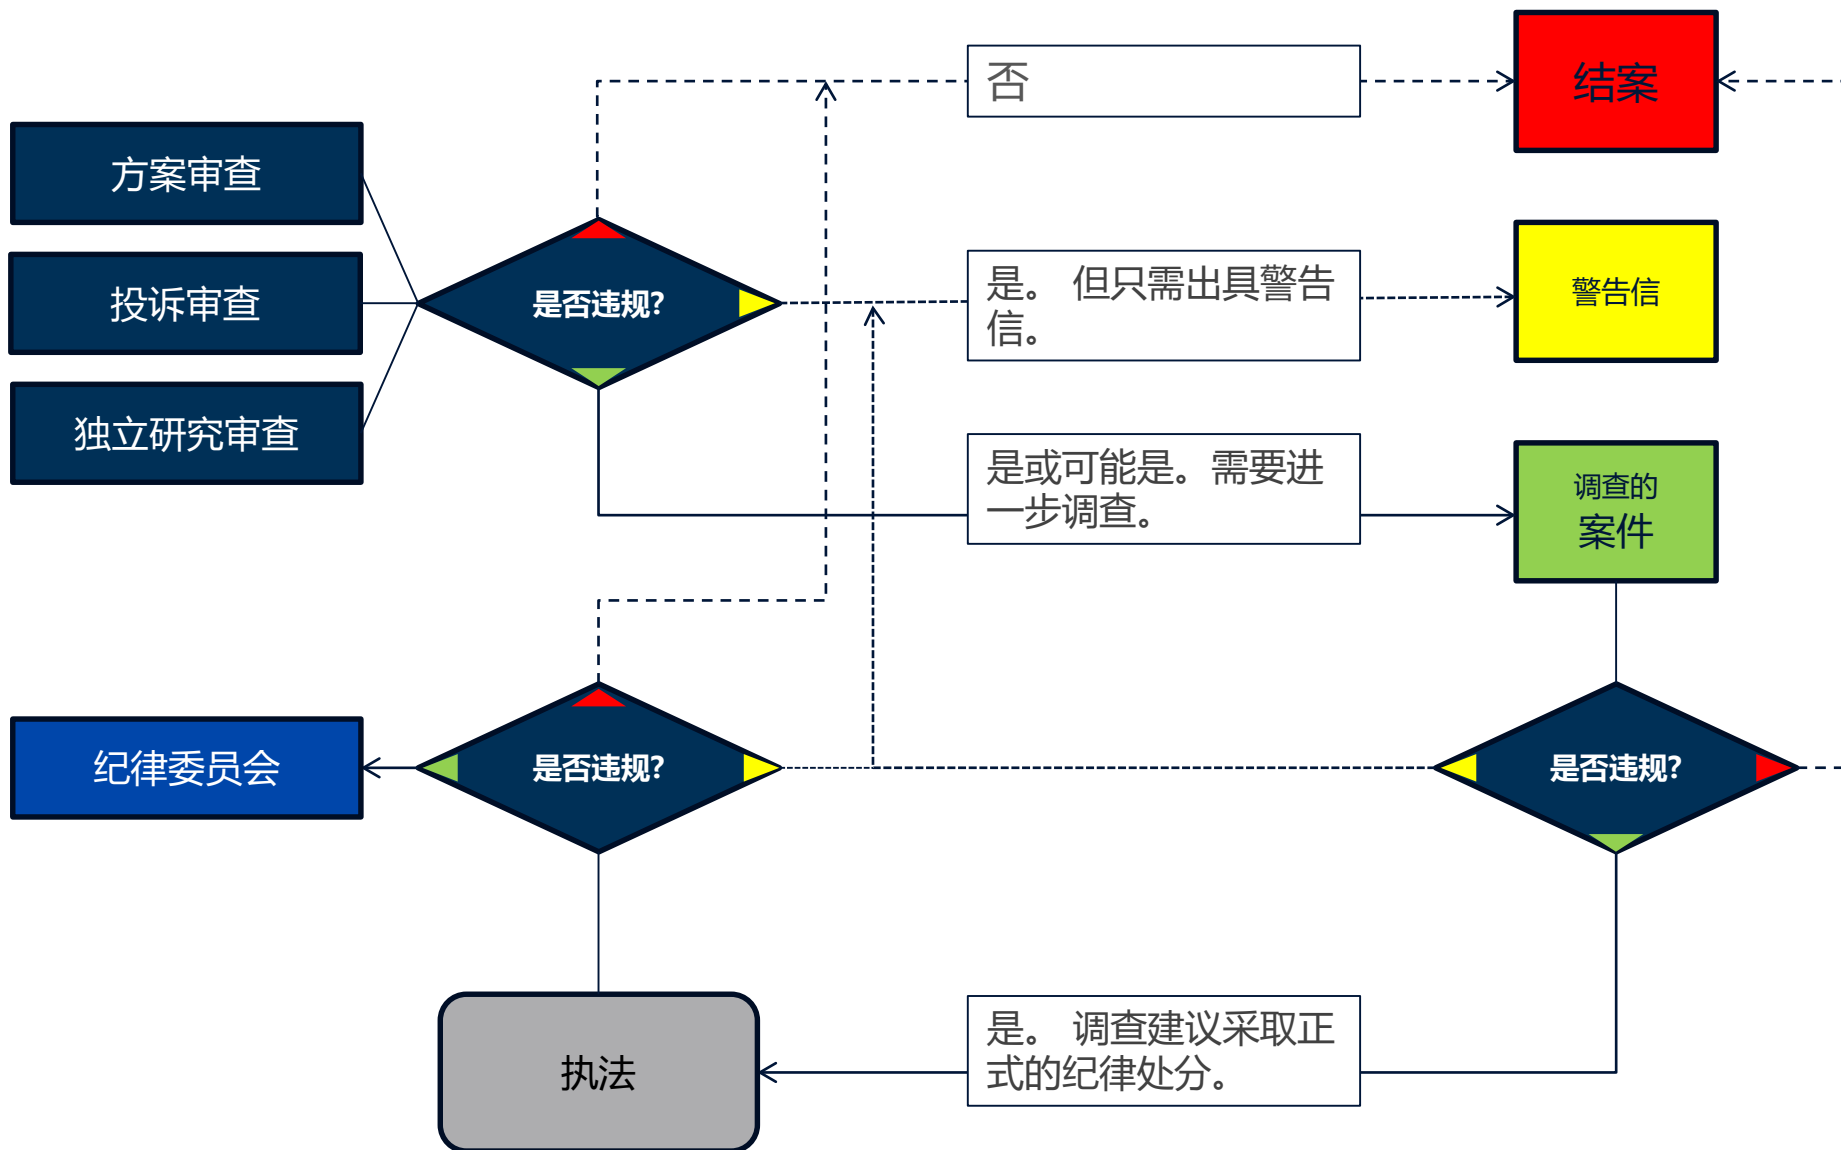 否
结案
方案审查
投诉审查
独立研究审查
是否违规?
是。 但只需出具警告
信。
警告信
是或可能是。需要进
一步调查。
调查的
案件
纪律委员会
是否违规?
是否违规?
执法
是。 调查建议采取正
式的纪律处分。